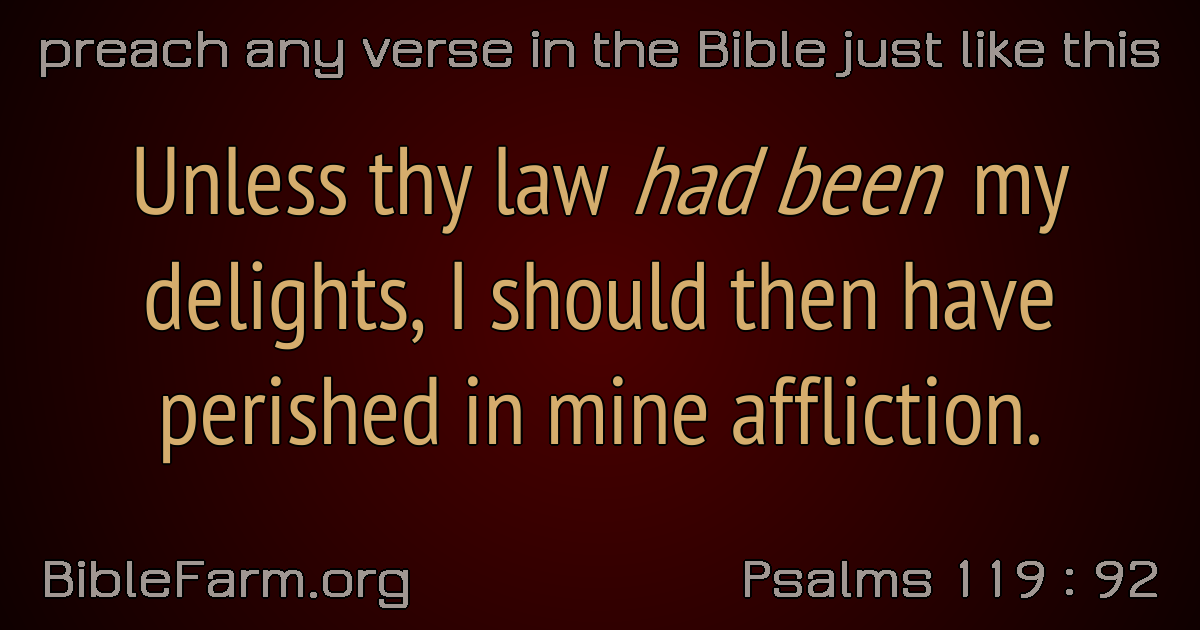 preach any verse in the Bible just like this
Unless thy law had been my
delights, I should then have
perished in mine affliction.
BibleFarm.org
Psalms 119 : 92